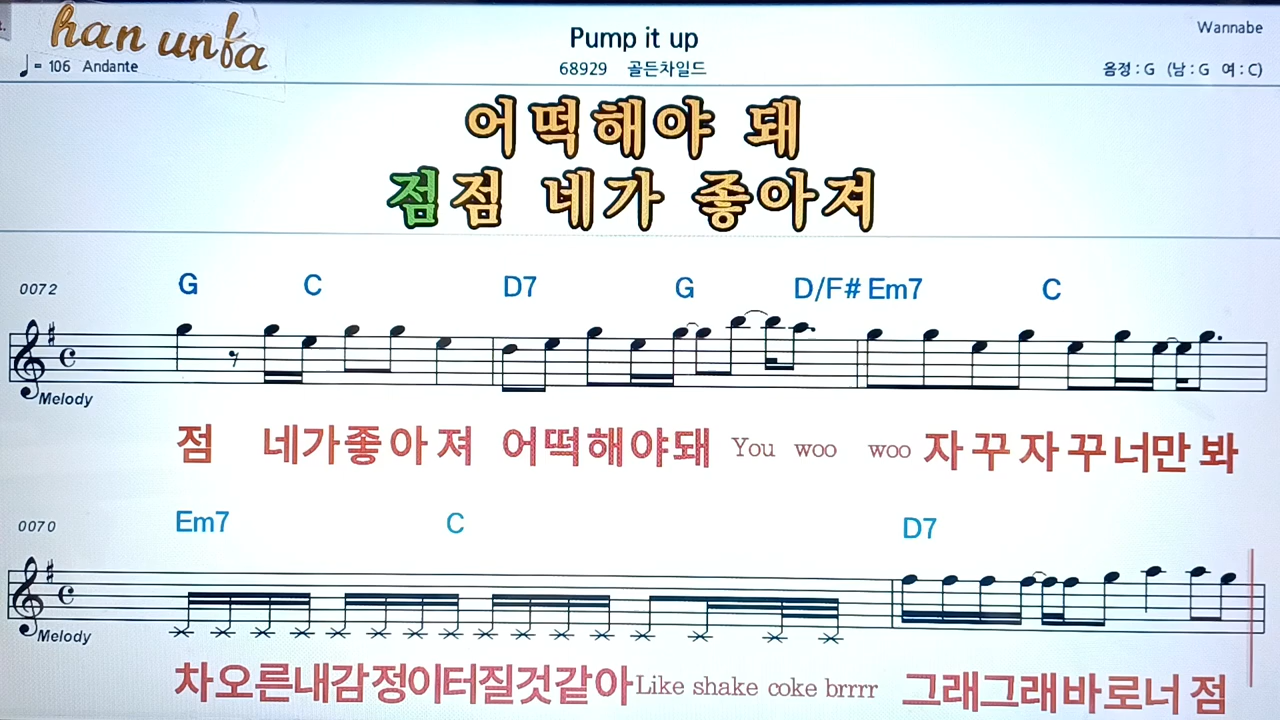 han unfa
Pump it up
Wannabe
♩= 106 Andante
68929 골든차일드
음정 : G (남 : G 여 : C)
어떡해야 돼
점점 네가 좋아져
0072 G C D7 G D/F# Em7 C
Melody
점 네가좋아져 어떡해야돼 You woo woo 자꾸자꾸너만봐
0070 Em7 C D7
Melody
차오른내감정이터질것같아Like shake coke brrrr 그래그래바로너점